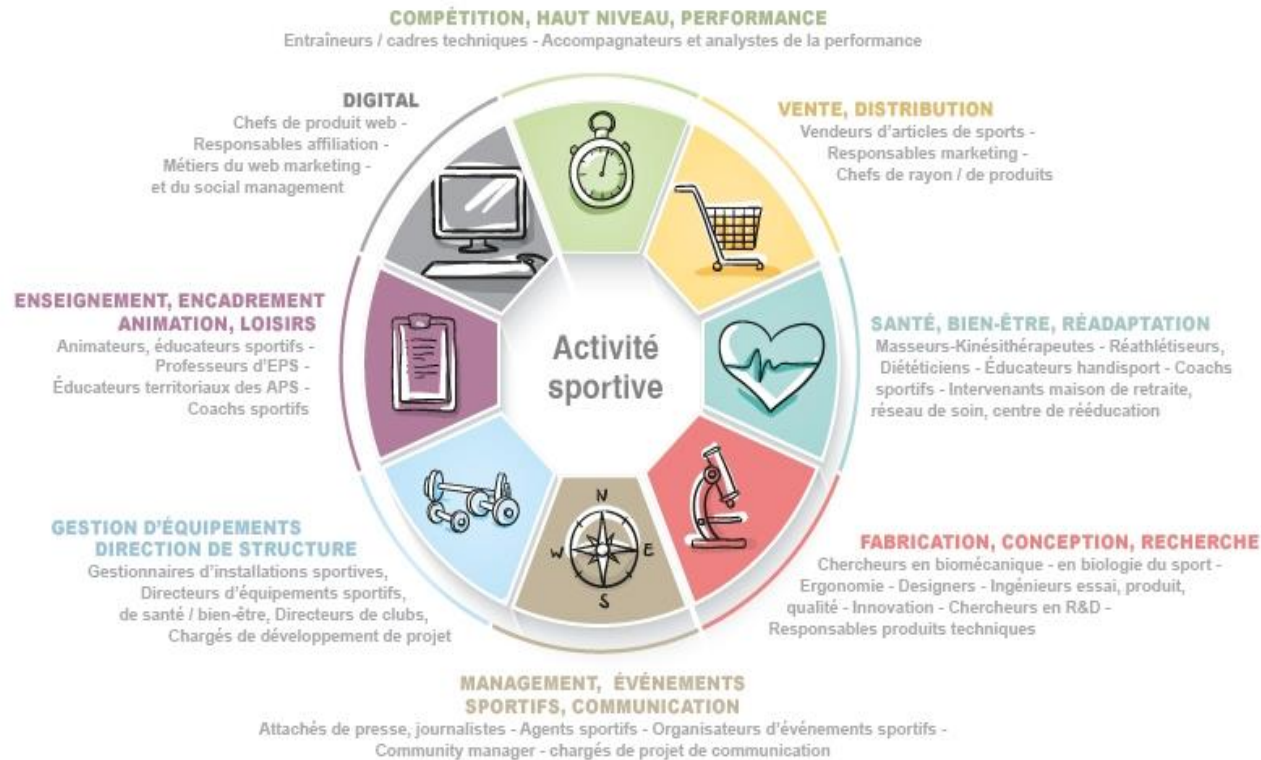 COMPÉTITION, HAUT NIVEAU, PERFORMANCE
Entraîneurs / cadres techniques - Accompagnateurs et analystes de la performance
DIGITAL
Chefs de produit web -
Responsables affiliation -
Métiers du web marketing -
et du social management
VENTE, DISTRIBUTION
Vendeurs d'articles de sports -
Responsables marketing -
Chefs de rayon / de produits
ENSEIGNEMENT, ENCADREMENT
ANIMATION, LOISIRS
Animateurs, éducateurs sportifs -
Professeurs d'EPS -
Éducateurs territoriaux des APS -
Coachs sportifs
Activité
sportive
SANTÉ, BIEN-ÊTRE, RÉADAPTATION
Masseurs-Kinésithérapeutes - Réathlétiseurs,
Diététiciens - Éducateurs handisport - Coachs
sportifs - Intervenants maison de retraite,
réseau de soin, centre de rééducation
GESTION D'ÉQUIPEMENTS
DIRECTION DE STRUCTURE
Gestionnaires d'installations sportives,
Directeurs d'équipements sportifs,
de santé / bien-être, Directeurs de clubs,
Chargés de développement de projet
N
W E
S
FABRICATION, CONCEPTION, RECHERCHE
Chercheurs en biomécanique - en biologie du sport -
Ergonomie - Designers - Ingénieurs essai, produit,
qualité - Innovation - Chercheurs en R&D -
Responsables produits techniques
MANAGEMENT, ÉVÉNEMENTS
SPORTIFS, COMMUNICATION
Attachés de presse, journalistes - Agents sportifs - Organisateurs d'événements sportifs -
Community manager - chargés de projet de communication